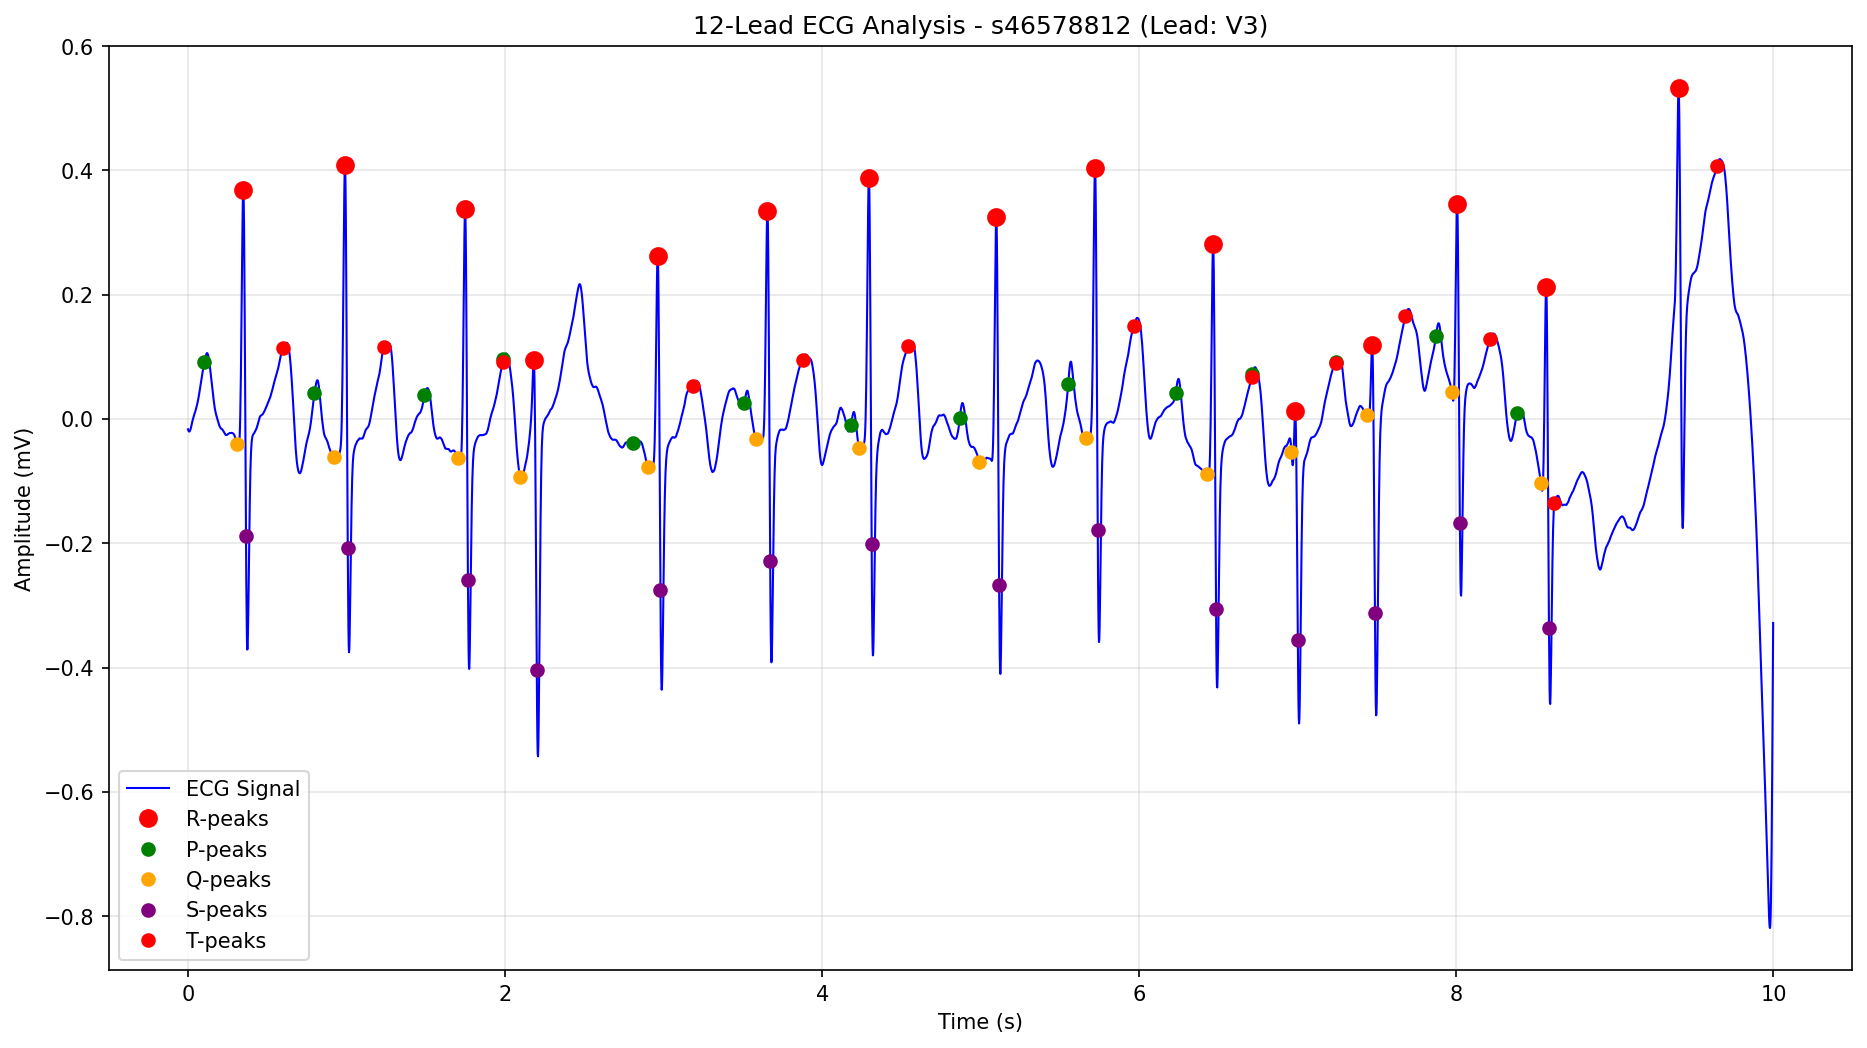 12-Lead ECG Analysis - s46578812 (Lead: V3)
Amplitude (mV)
0.6
0.4
0.2
0.0
−0.2
−0.4
−0.6
−0.8
ECG Signal
R-peaks
P-peaks
Q-peaks
S-peaks
T-peaks
0 2 4 6 8 10
Time (s)